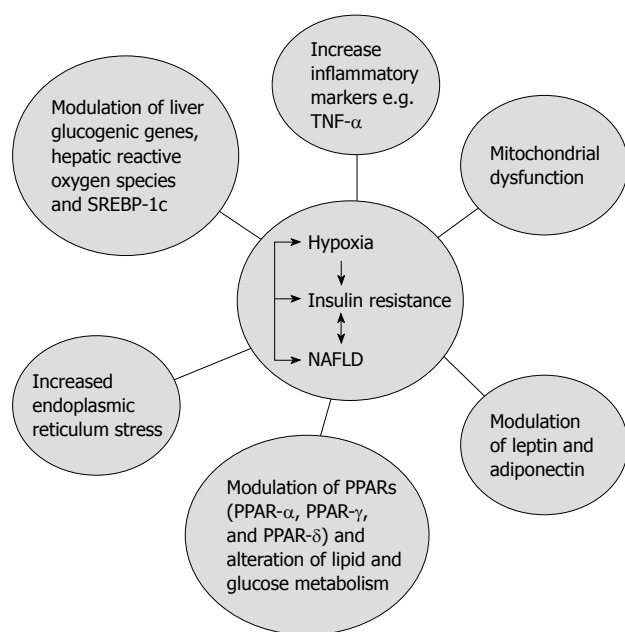 Increase
inflammatory
markers e.g.
TNF-α
Modulation of liver
glucogenic genes,
hepatic reactive
oxygen species
and SREBP-1c
Mitochondrial
dysfunction
Hypoxia
Insulin resistance
NAFLD
Increased
endoplasmic
reticulum stress
Modulation
of leptin and
adiponectin
Modulation of PPARs
(PPAR-α, PPAR-γ,
and PPAR-δ) and
alteration of lipid and
glucose metabolism